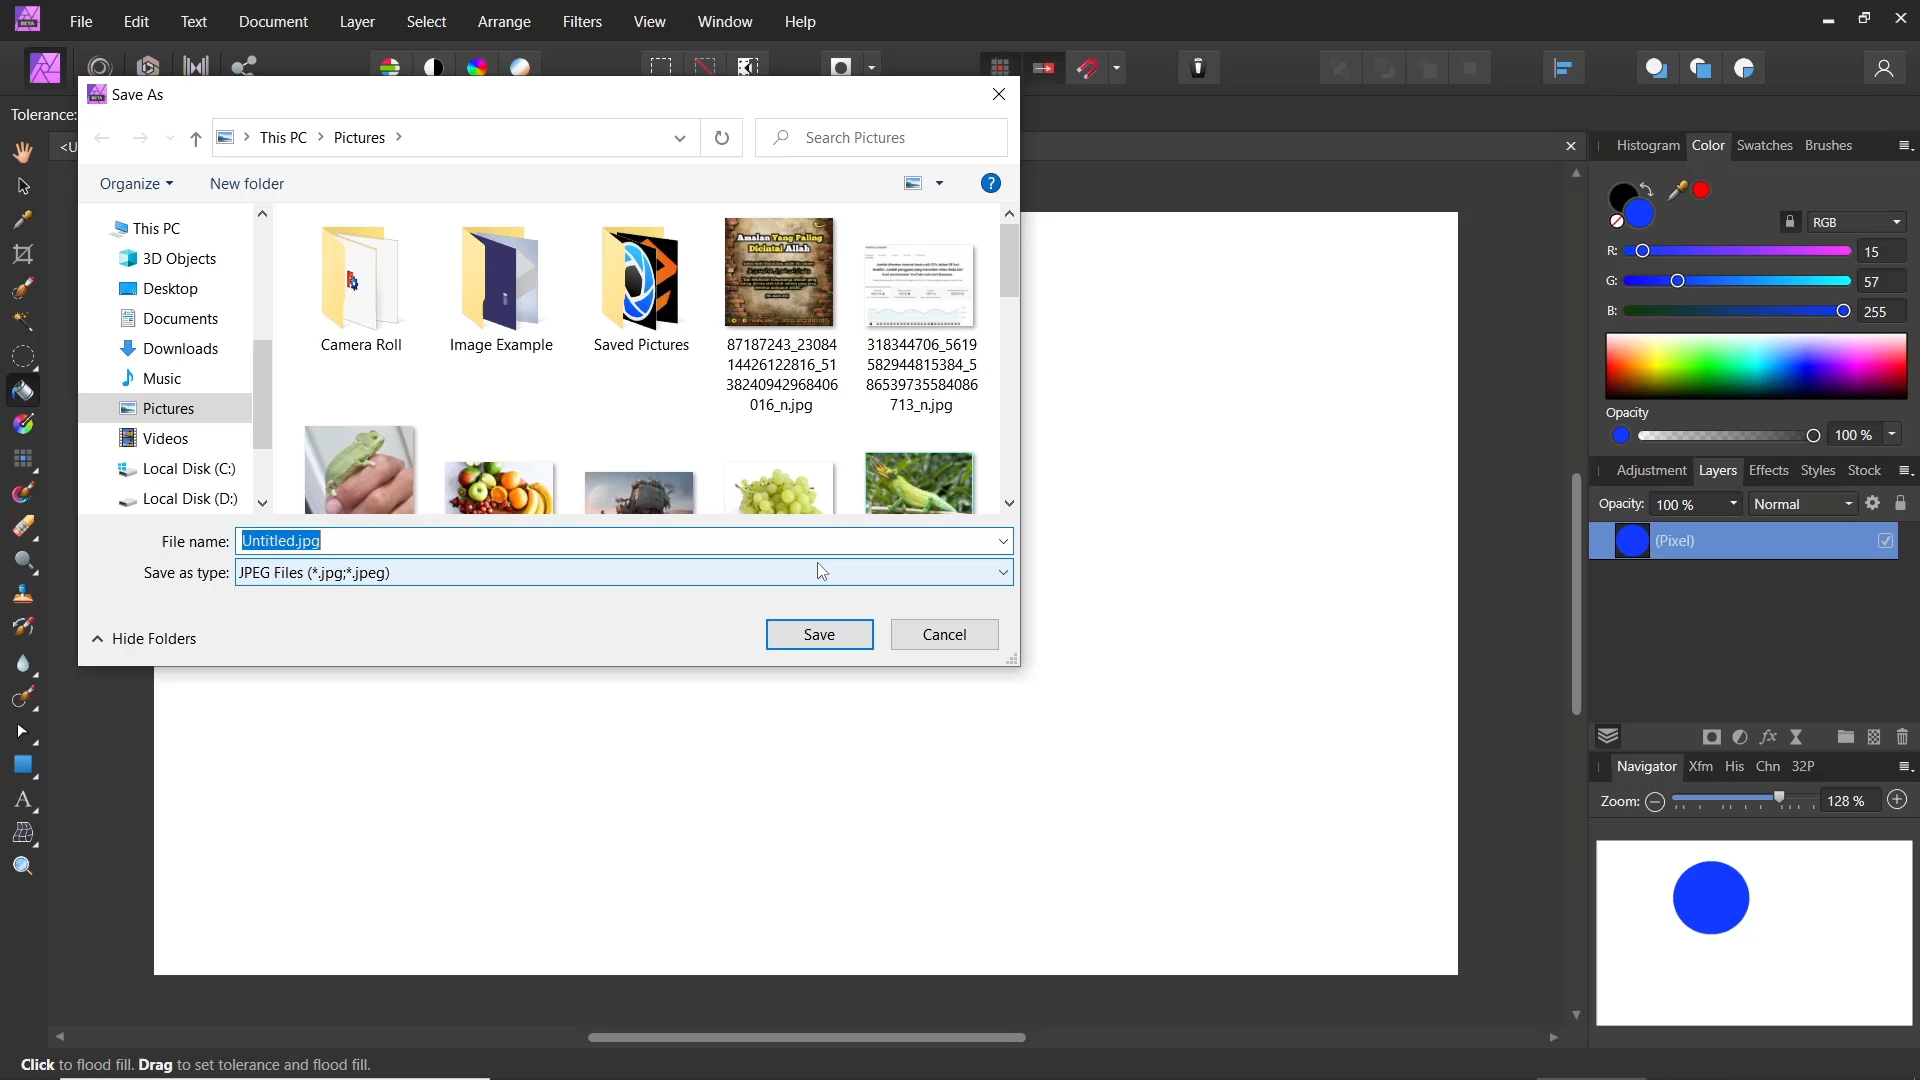 File Edit Text Document Layer Select Arrange Filters View Window Help
Save As
Tolerance:
This PC > Pictures >
Search Pictures
<U
Histogram Color Swatches Brushes
Organize New folder
This PC
3D Objects
Desktop
Documents
Downloads
Music
Pictures
Videos
Local Disk (C:)
Local Disk (D:)
Amalan Yang Paling
Dicintai Allah
Camera Roll
Image Example
Saved Pictures
87187243_23084
14426122816_51
38240942968406
016_n.jpg
318344706_5619
582944815384_5
86539735584086
713_n.jpg
File name: Untitled.jpg
Save as type: JPEG Files (*.jpg;*.jpeg)
Hide Folders
Save Cancel
RGB
R: 15
G: 57
B: 255
Opacity
100 %
Adjustment Layers Effects Styles Stock
Opacity: 100 % Normal
(Pixel)
Navigator Xfm His Chn 32P
Zoom: 128 %
Click to flood fill. Drag to set tolerance and flood fill.